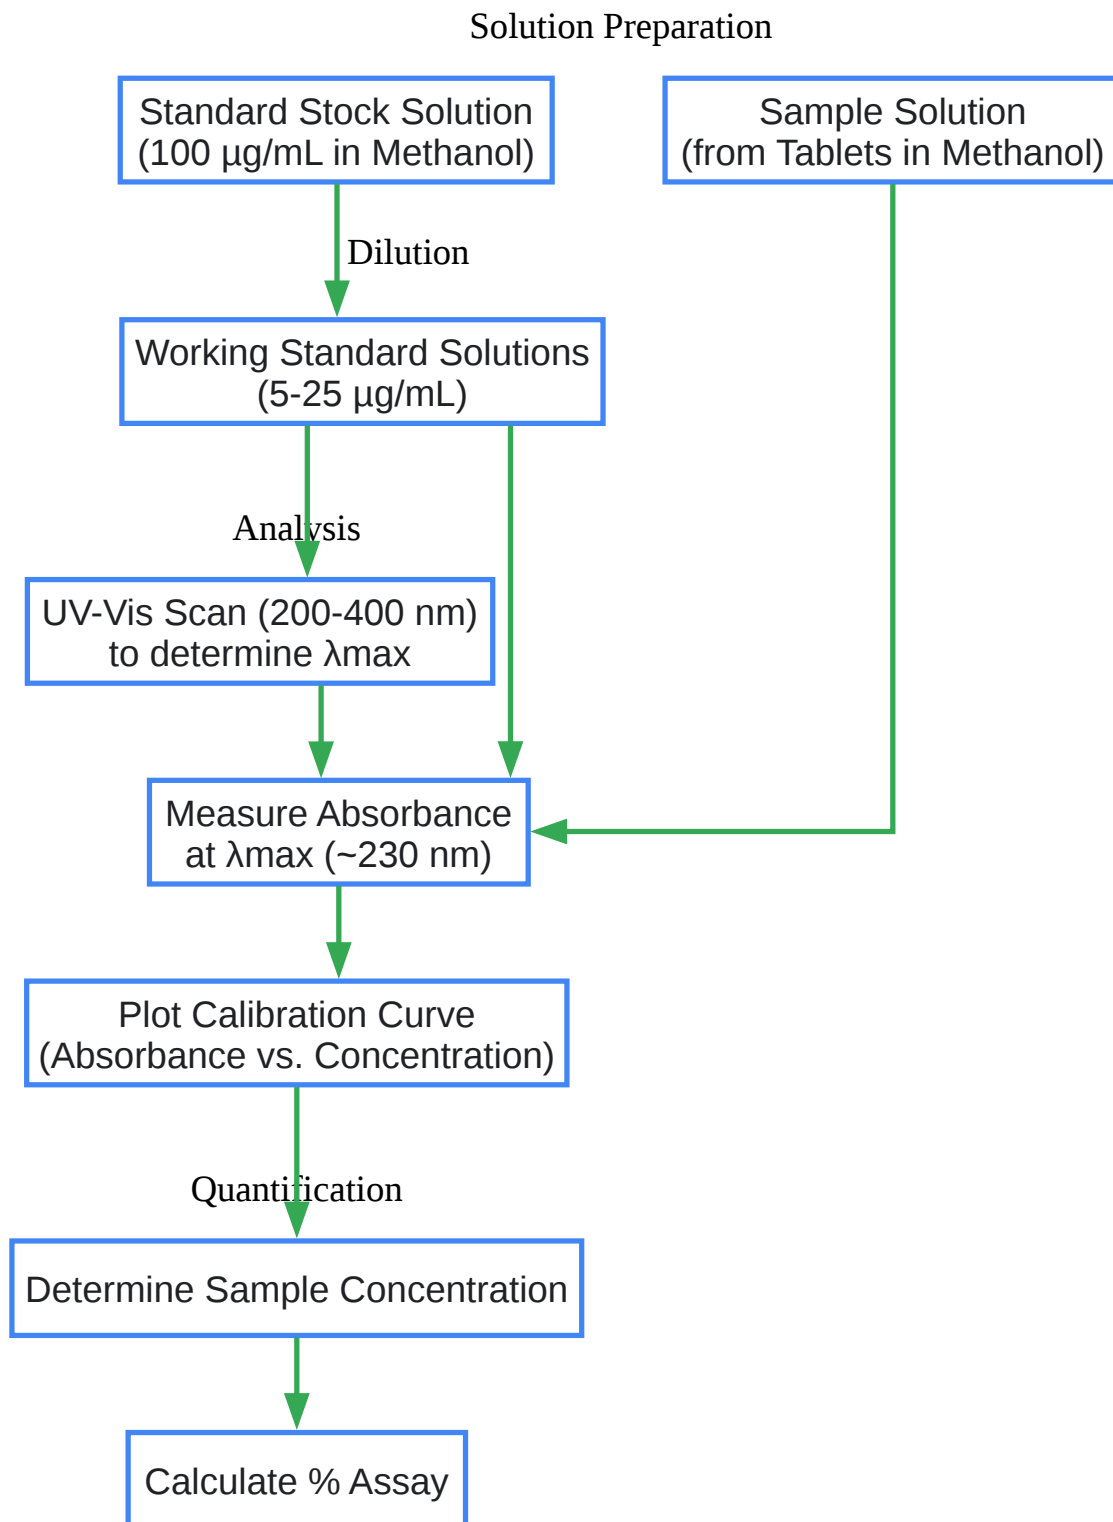 Solution Preparation
Standard Stock Solution
(100 µg/mL in Methanol)
Sample Solution
(from Tablets in Methanol)
Dilution
Working Standard Solutions
(5-25 µg/mL)
Analysis
UV-Vis Scan (200-400 nm)
to determine λmax
Measure Absorbance
at λmax (~230 nm)
Plot Calibration Curve
(Absorbance vs. Concentration)
Quantification
Determine Sample Concentration
Calculate % Assay